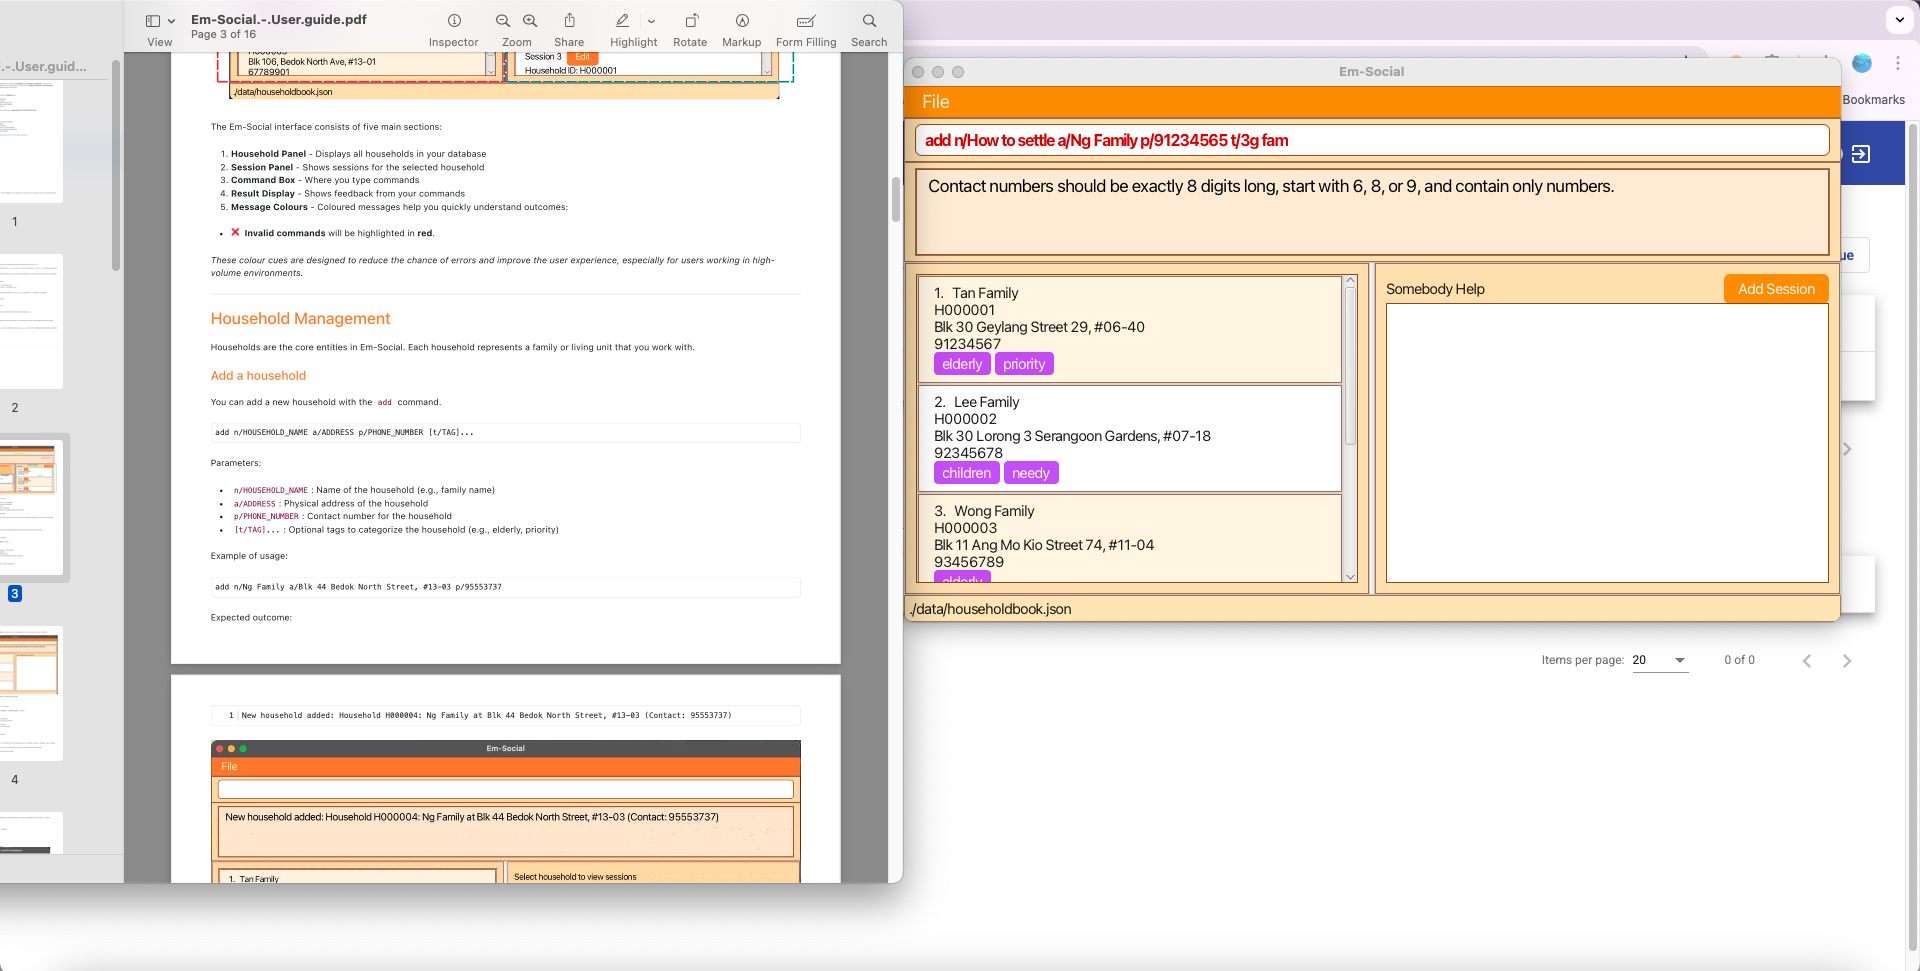 Em-Social.-.User.guide.pdf
Page 3 of 16
View
Inspector
Zoom
Share
Highlight
Rotate
Markup
Form Filling
Search
.-.User.guid...
1
2
3
4
Blk 106, Bedok North Ave, #13-01
67789901
Session 3 Edit
Household ID: H000001
./data/householdbook.json
The Em-Social interface consists of five main sections:
1. Household Panel - Displays all households in your database
2. Session Panel - Shows sessions for the selected household
3. Command Box - Where you type commands
4. Result Display - Shows feedback from your commands
5. Message Colours - Coloured messages help you quickly understand outcomes:
• ❌ Invalid commands will be highlighted in red.
These colour cues are designed to reduce the chance of errors and improve the user experience, especially for users working in high-
volume environments.
Household Management
Households are the core entities in Em-Social. Each household represents a family or living unit that you work with.
Add a household
You can add a new household with the add command.
add n/HOUSEHOLD_NAME a/ADDRESS p/PHONE_NUMBER [t/TAG]...
Parameters:
• n/HOUSEHOLD_NAME : Name of the household (e.g., family name)
• a/ADDRESS : Physical address of the household
• p/PHONE_NUMBER : Contact number for the household
• [t/TAG]... : Optional tags to categorize the household (e.g., elderly, priority)
Example of usage:
add n/Ng Family a/Blk 44 Bedok North Street, #13-03 p/95553737
Expected outcome:
1 New household added: Household H000004: Ng Family at Blk 44 Bedok North Street, #13-03 (Contact: 95553737)
Em-Social
File
New household added: Household H000004: Ng Family at Blk 44 Bedok North Street, #13-03 (Contact: 95553737)
1. Tan Family
Select household to view sessions
Em-Social
File
add n/How to settle a/Ng Family p/91234565 t/3g fam
Contact numbers should be exactly 8 digits long, start with 6, 8, or 9, and contain only numbers.
1. Tan Family
H000001
Blk 30 Geylang Street 29, #06-40
91234567
elderly priority
2. Lee Family
H000002
Blk 30 Lorong 3 Serangoon Gardens, #07-18
92345678
children needy
3. Wong Family
H000003
Blk 11 Ang Mo Kio Street 74, #11-04
93456789
elderly
Somebody Help
Add Session
./data/householdbook.json
Bookmarks
ue
Items per page: 20
0 of 0